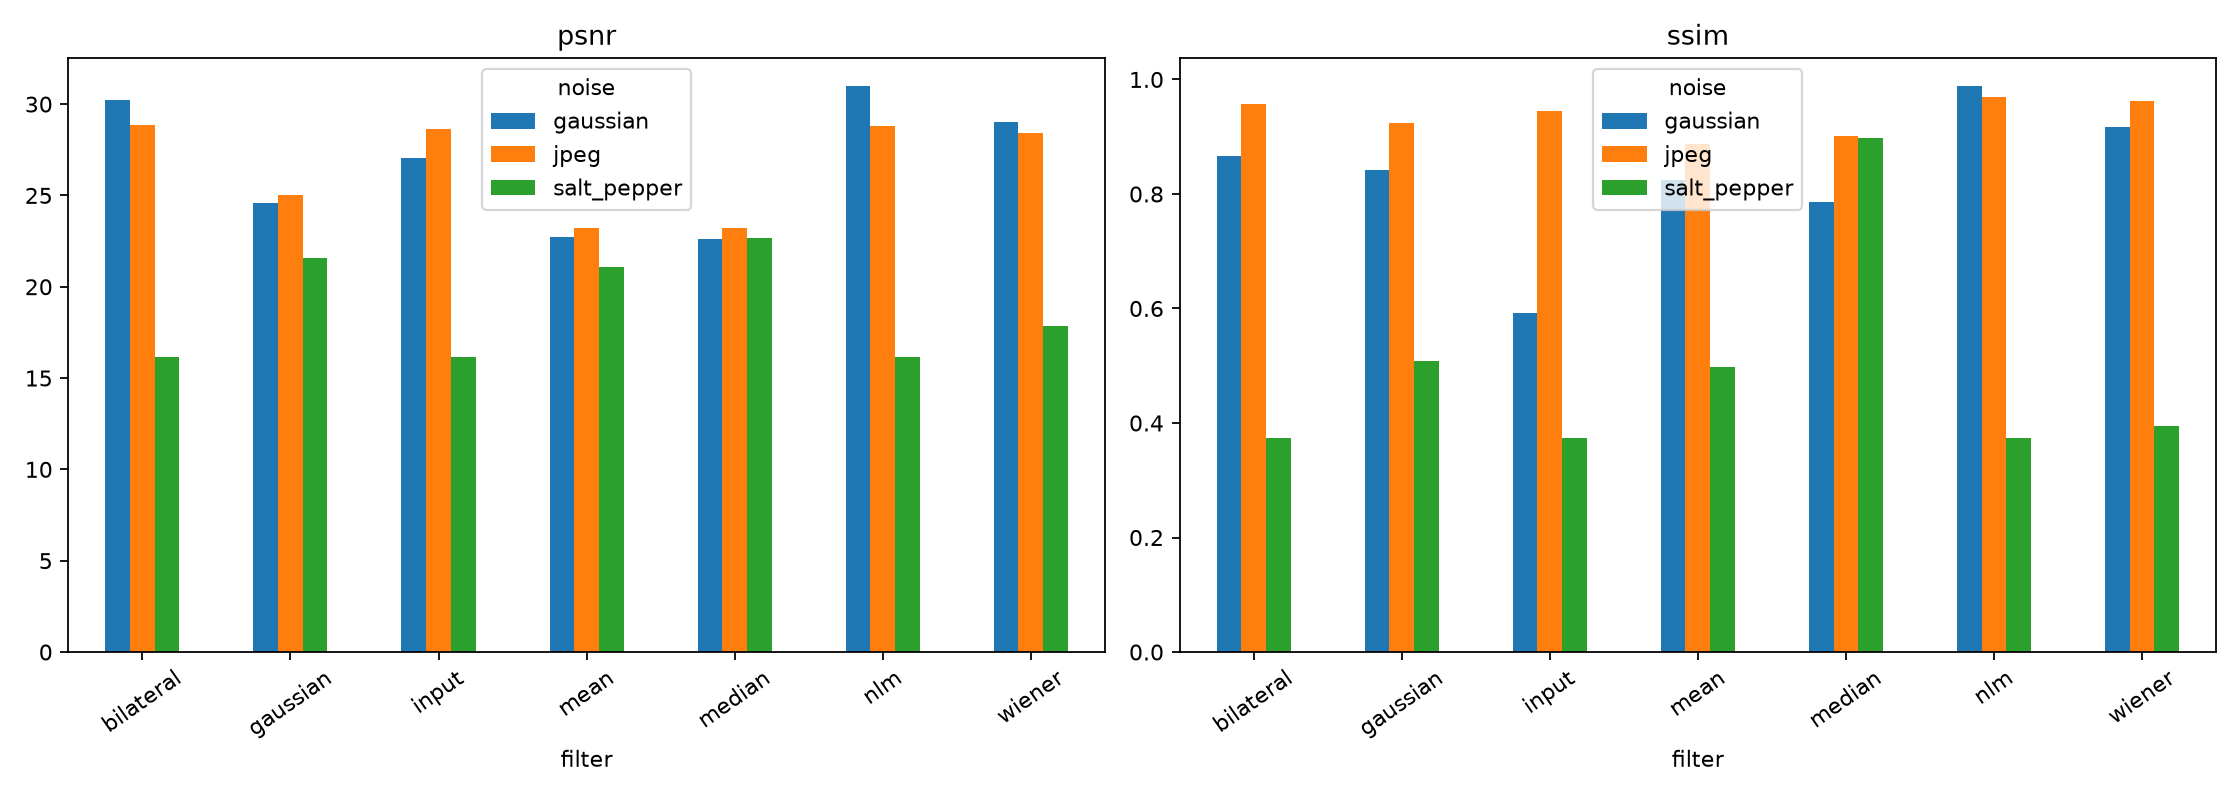 psnr
noise
gaussian
jpeg
salt_pepper
30
25
20
15
10
5
0
bilateral
gaussian
input
mean
median
nlm
wiener
filter
ssim
noise
gaussian
jpeg
salt_pepper
1.0
0.8
0.6
0.4
0.2
0.0
bilateral
gaussian
input
mean
median
nlm
wiener
filter